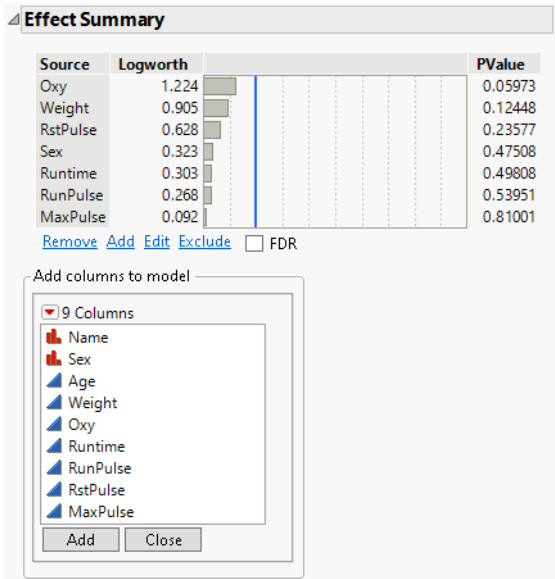 Effect Summary
Source Logworth PValue
Oxy 1.224 0.05973
Weight 0.905 0.12448
RstPulse 0.628 0.23577
Sex 0.323 0.47508
Runtime 0.303 0.49808
RunPulse 0.268 0.53951
MaxPulse 0.092 0.81001
Remove Add Edit Exclude FDR
Add columns to model
9 Columns
Name
Sex
Age
Weight
Oxy
Runtime
RunPulse
RstPulse
MaxPulse
Add Close